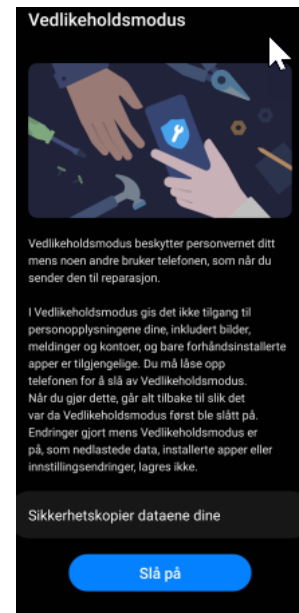 Vedlikeholdsmodus
Vedlikeholdsmodus beskytter personvernet ditt
mens noen andre bruker telefonen, som når du
sender den til reparasjon.
I Vedlikeholdsmodus gis det ikke tilgang til
personopplysningene dine, inkludert bilder,
meldinger og kontoer, og bare forhåndsinstallerte
apper er tilgjengelige. Du må låse opp
telefonen for å slå av Vedlikeholdsmodus.
Når du gjør dette, går alt tilbake til slik det
var da Vedlikeholdsmodus først ble slått på.
Endringer gjort mens Vedlikeholdsmodus er
på, som nedlastede data, installerte apper eller
innstillingsendringer, lagres ikke.
Sikkerhetskopier dataene dine
Slå på